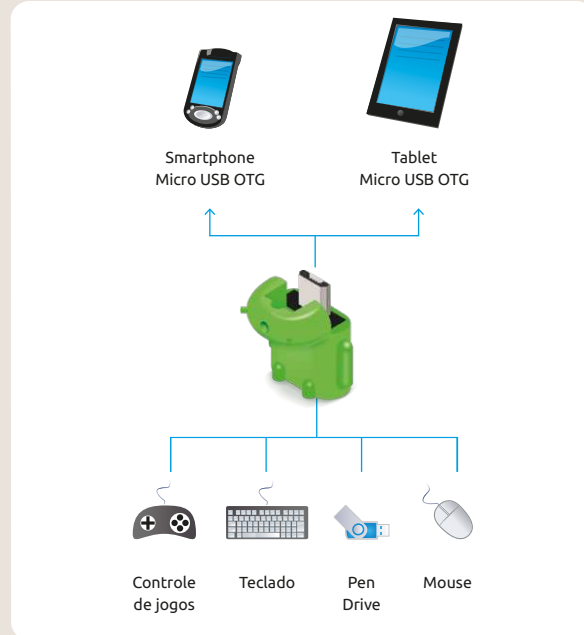 Smartphone
Micro USB OTG
Tablet
Micro USB OTG
Controle
de jogos
Teclado
Pen
Drive
Mouse